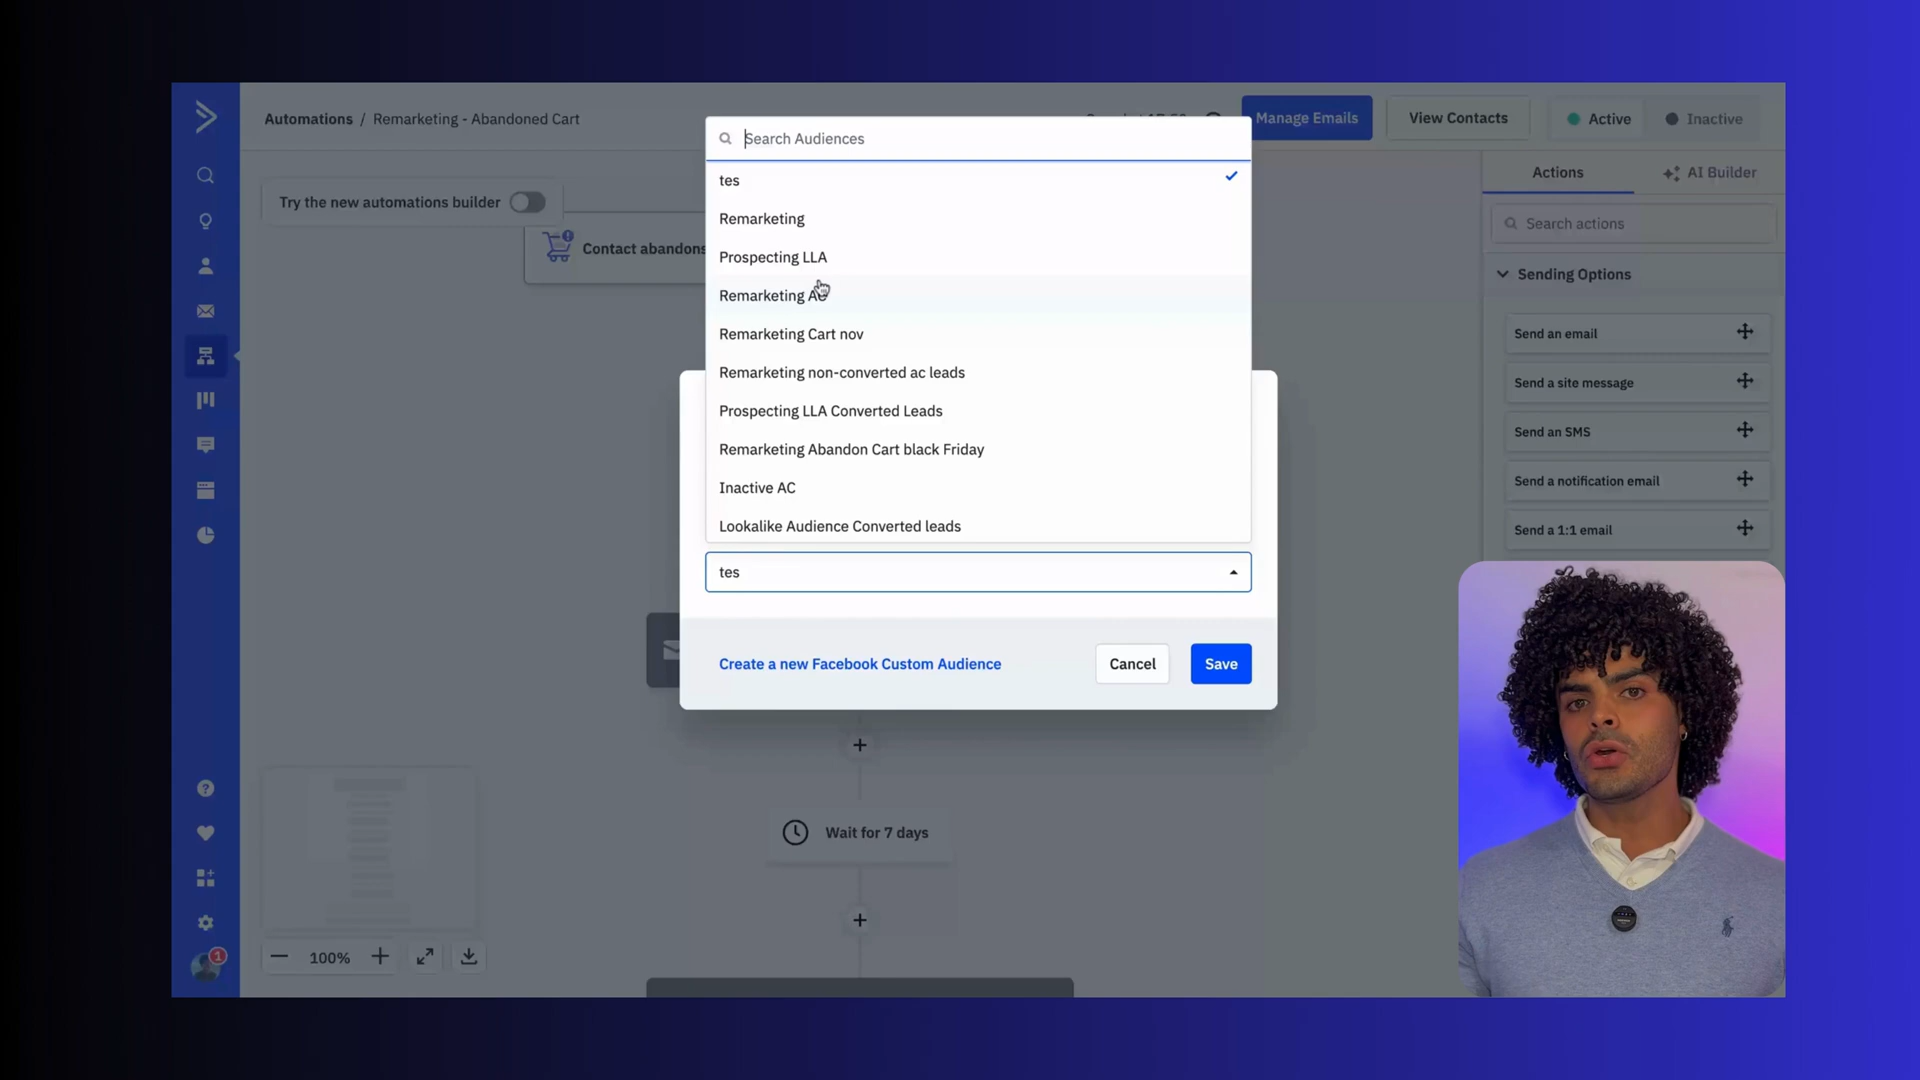 Automations / Remarketing - Abandoned Cart
Manage Emails
View Contacts
Active
Inactive
Search Audiences
tes
Remarketing
Prospecting LLA
Remarketing AC
Remarketing Cart nov
Remarketing non-converted ac leads
Prospecting LLA Converted Leads
Remarketing Abandon Cart black Friday
Inactive AC
Lookalike Audience Converted leads
tes
Create a new Facebook Custom Audience
Cancel
Save
Try the new automations builder
Contact abandons
Wait for 7 days
100%
1
Actions
AI Builder
Search actions
Sending Options
Send an email
Send a site message
Send an SMS
Send a notification email
Send a 1:1 email